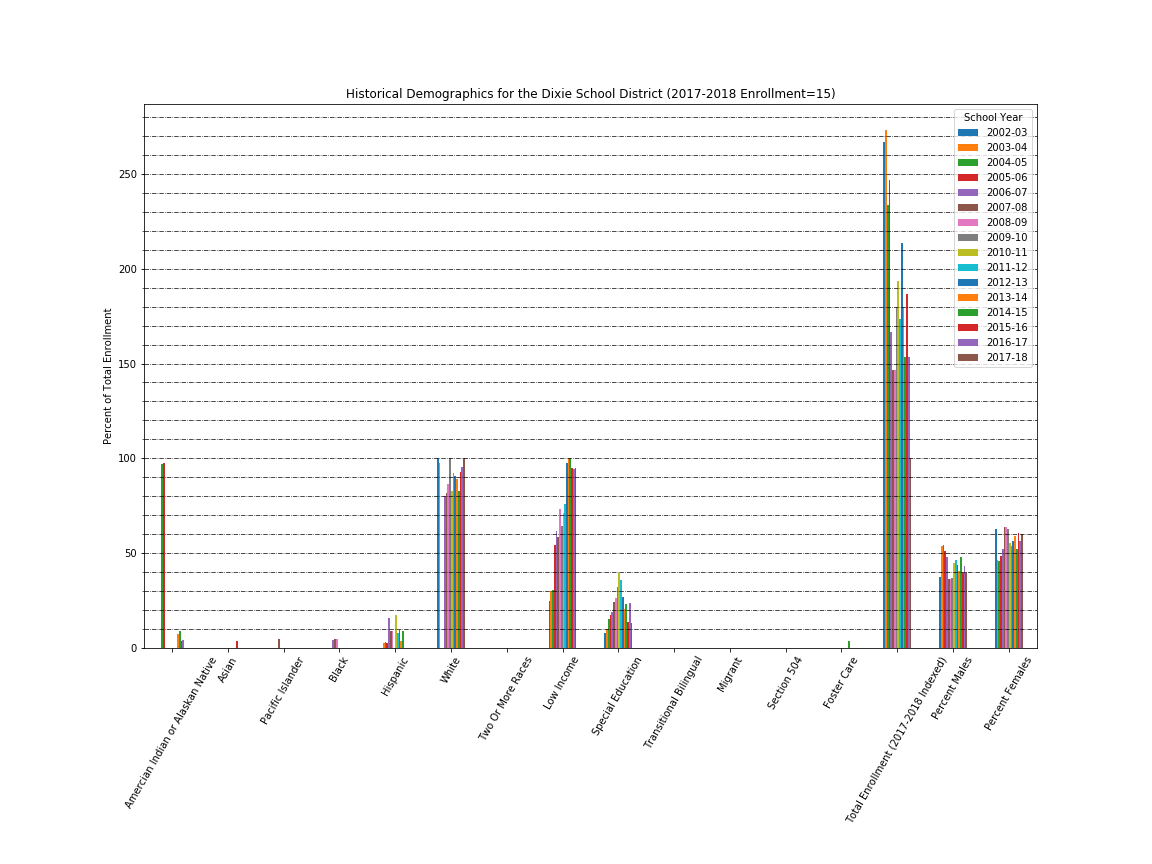 Historical Demographics for the Dixie School District (2017-2018 Enrollment=15)
Percent of Total Enrollment
250
200
150
100
50
0
School Year
2002-03
2003-04
2004-05
2005-06
2006-07
2007-08
2008-09
2009-10
2010-11
2011-12
2012-13
2013-14
2014-15
2015-16
2016-17
2017-18
Amercian Indian or Alaskan Native
Asian
Pacific Islander
Black
Hispanic
White
Two Or More Races
Low Income
Special Education
Transitional Bilingual
Migrant
Section 504
Foster Care
Total Enrollment (2017-2018 Indexed)
Percent Males
Percent Females